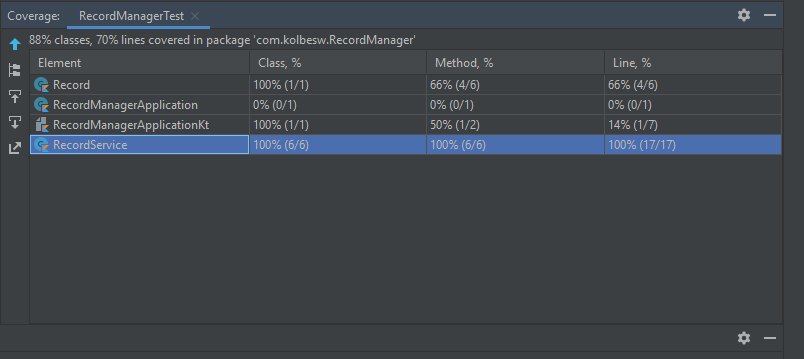 Coverage: RecordManagerTest ×
88% classes, 70% lines covered in package 'com.kolbesw.RecordManager'
Element Class, % Method, % Line, %
Record 100% (1/1) 66% (4/6) 66% (4/6)
RecordManagerApplication 0% (0/1) 0% (0/1) 0% (0/1)
RecordManagerApplicationKt 100% (1/1) 50% (1/2) 14% (1/7)
RecordService 100% (6/6) 100% (6/6) 100% (17/17)